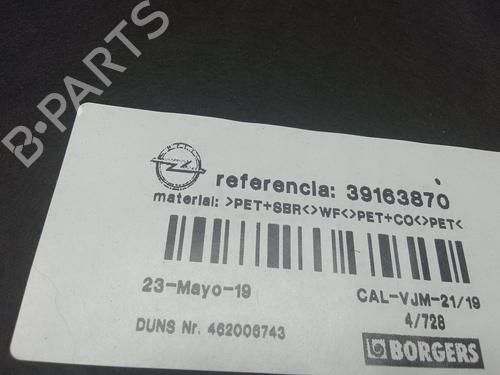 B-PARTS
OPEL
referencia: 39163870
material: >PET+SBR<>WF<>PET+CO<>PET<
23-Mayo-19
CAL-VJM-21/19
4/728
DUNS Nr. 462006743
BORGERS